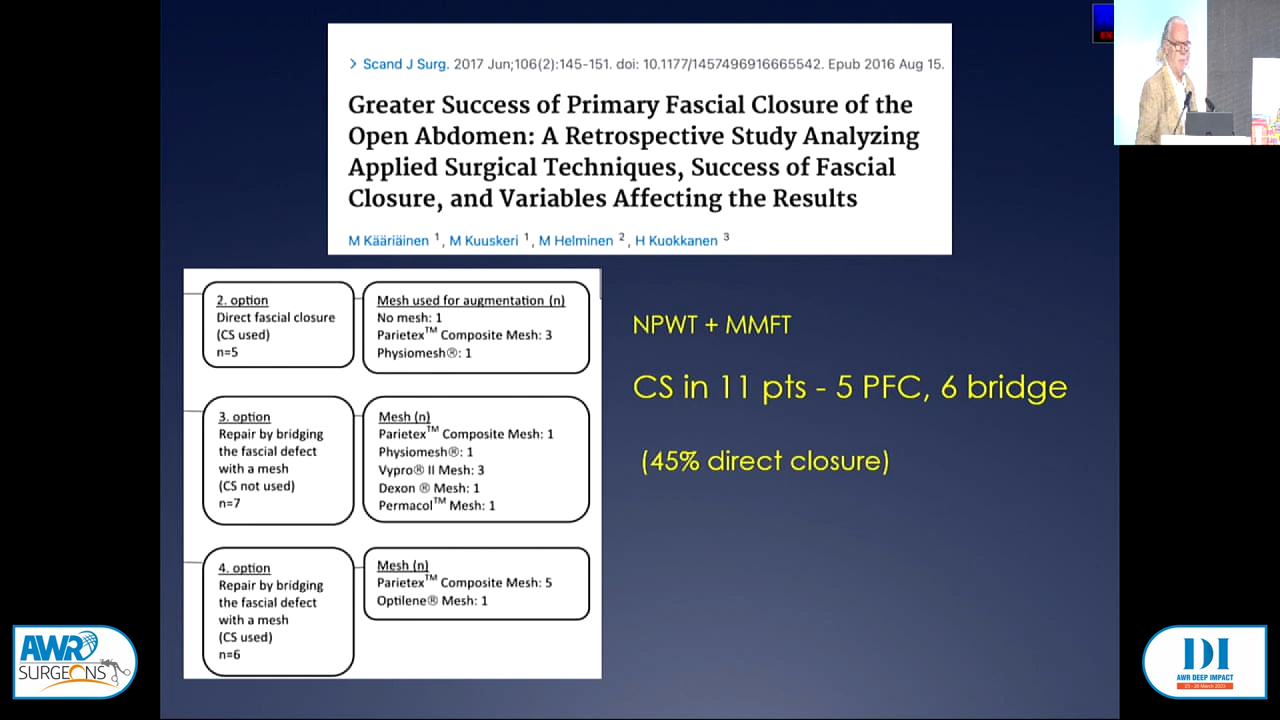 > Scand J Surg. 2017 Jun;106(2):145-151. doi: 10.1177/1457496916665542. Epub 2016 Aug 15.
Greater Success of Primary Fascial Closure of the
Open Abdomen: A Retrospective Study Analyzing
Applied Surgical Techniques, Success of Fascial
Closure, and Variables Affecting the Results
M Kääriäinen 1, M Kuuskeri 1, M Helminen 2, H Kuokkanen 3
2. option
Direct fascial closure
(CS used)
n=5
Mesh used for augmentation (n)
No mesh: 1
Parietex™ Composite Mesh: 3
Physiomesh®: 1
3. option
Repair by bridging
the fascial defect
with a mesh
(CS not used)
n=7
Mesh (n)
Parietex™ Composite Mesh: 1
Physiomesh®: 1
Vypro® II Mesh: 3
Dexon ® Mesh: 1
Permacol™ Mesh: 1
4. option
Repair by bridging
the fascial defect
with a mesh
(CS used)
n=6
Mesh (n)
Parietex™ Composite Mesh: 5
Optilene® Mesh: 1
NPWT + MMFT
CS in 11 pts - 5 PFC, 6 bridge
(45% direct closure)
AWR
SURGEONS
DI
AWR DEEP IMPACT